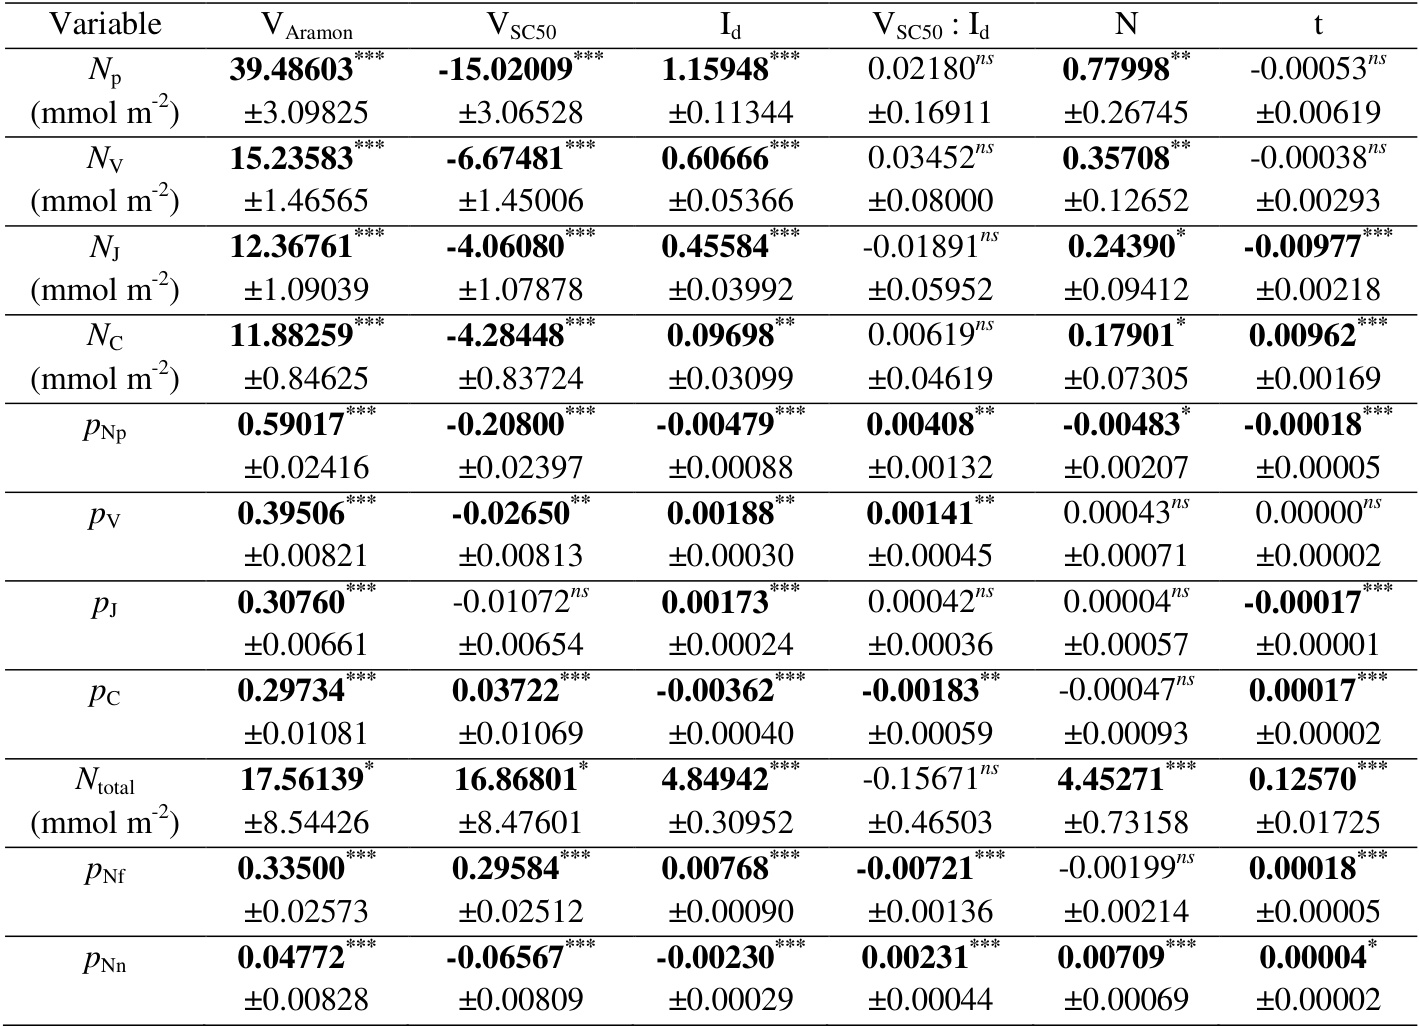 Variable V_Aramon V_SC50 I_d V_SC50 : I_d N t
N_p 39.48603*** -15.02009*** 1.15948*** 0.02180^ns 0.77998** -0.00053^ns
(mmol m^-2) ±3.09825 ±3.06528 ±0.11344 ±0.16911 ±0.26745 ±0.00619
N_V 15.23583*** -6.67481*** 0.60666*** 0.03452^ns 0.35708** -0.00038^ns
(mmol m^-2) ±1.46565 ±1.45006 ±0.05366 ±0.08000 ±0.12652 ±0.00293
N_J 12.36761*** -4.06080*** 0.45584*** -0.01891^ns 0.24390* -0.00977***
(mmol m^-2) ±1.09039 ±1.07878 ±0.03992 ±0.05952 ±0.09412 ±0.00218
N_C 11.88259*** -4.28448*** 0.09698** 0.00619^ns 0.17901* 0.00962***
(mmol m^-2) ±0.84625 ±0.83724 ±0.03099 ±0.04619 ±0.07305 ±0.00169
p_Np 0.59017*** -0.20800*** -0.00479*** 0.00408** -0.00483* -0.00018***
±0.02416 ±0.02397 ±0.00088 ±0.00132 ±0.00207 ±0.00005
p_V 0.39506*** -0.02650** 0.00188** 0.00141** 0.00043^ns 0.00000^ns
±0.00821 ±0.00813 ±0.00030 ±0.00045 ±0.00071 ±0.00002
p_J 0.30760*** -0.01072^ns 0.00173*** 0.00042^ns 0.00004^ns -0.00017***
±0.00661 ±0.00654 ±0.00024 ±0.00036 ±0.00057 ±0.00001
p_C 0.29734*** 0.03722*** -0.00362*** -0.00183** -0.00047^ns 0.00017***
±0.01081 ±0.01069 ±0.00040 ±0.00059 ±0.00093 ±0.00002
N_total 17.56139* 16.86801* 4.84942*** -0.15671^ns 4.45271*** 0.12570***
(mmol m^-2) ±8.54426 ±8.47601 ±0.30952 ±0.46503 ±0.73158 ±0.01725
p_Nf 0.33500*** 0.29584*** 0.00768*** -0.00721*** -0.00199^ns 0.00018***
±0.02573 ±0.02512 ±0.00090 ±0.00136 ±0.00214 ±0.00005
p_Nn 0.04772*** -0.06567*** -0.00230*** 0.00231*** 0.00709*** 0.00004*
±0.00828 ±0.00809 ±0.00029 ±0.00044 ±0.00069 ±0.00002